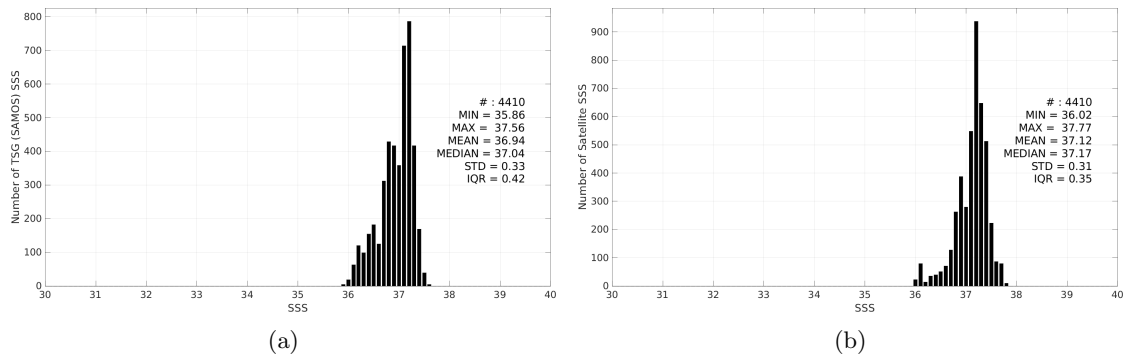 800
700
600
500
400
300
200
100
0
Number of TSG (SAMOS) SSS
# : 4410
MIN = 35.86
MAX = 37.56
MEAN = 36.94
MEDIAN = 37.04
STD = 0.33
IQR = 0.42
30 31 32 33 34 35 36 37 38 39 40
SSS
(a)
900
800
700
600
500
400
300
200
100
0
Number of Satellite SSS
# : 4410
MIN = 36.02
MAX = 37.77
MEAN = 37.12
MEDIAN = 37.17
STD = 0.31
IQR = 0.35
30 31 32 33 34 35 36 37 38 39 40
SSS
(b)